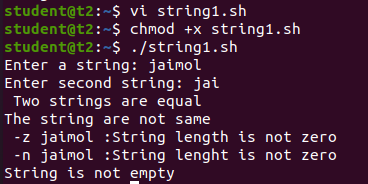 student@t2:~$ vi string1.sh
student@t2:~$ chmod +x string1.sh
student@t2:~$ ./string1.sh
Enter a string: jaimol
Enter second string: jai
 Two strings are equal
The string are not same
 -z jaimol :String length is not zero
 -n jaimol :String lenght is not zero
String is not empty